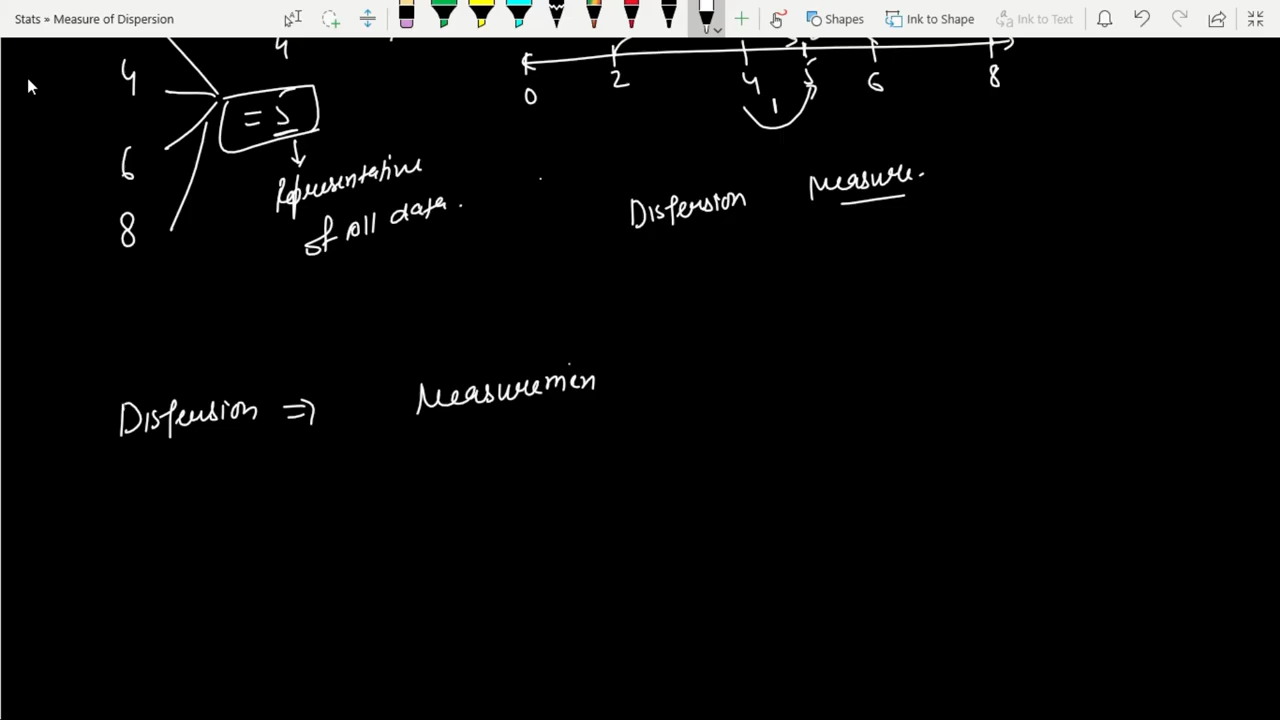 Stats » Measure of Dispersion
Shapes
Ink to Shape
Ink to Text
4
4
= 5
6
8
Representative
of all data.
0 2 4 5 6 8
1
Dispersion Measure.
Dispersion ⇒ Measuremen